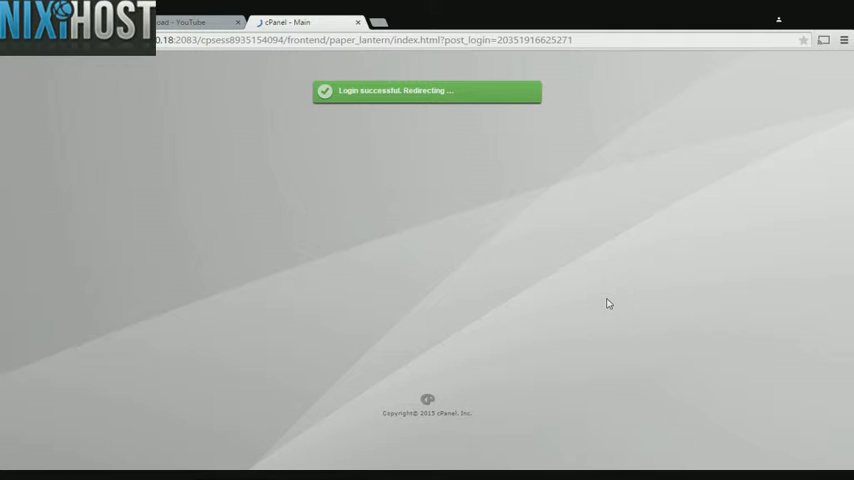 NIXIHOST
oad - YouTube
cPanel - Main
0.18:2083/cpsess8935154094/frontend/paper_lantern/index.html?post_login=20351916625271
Login successful. Redirecting ...
Copyright© 2015 cPanel, Inc.